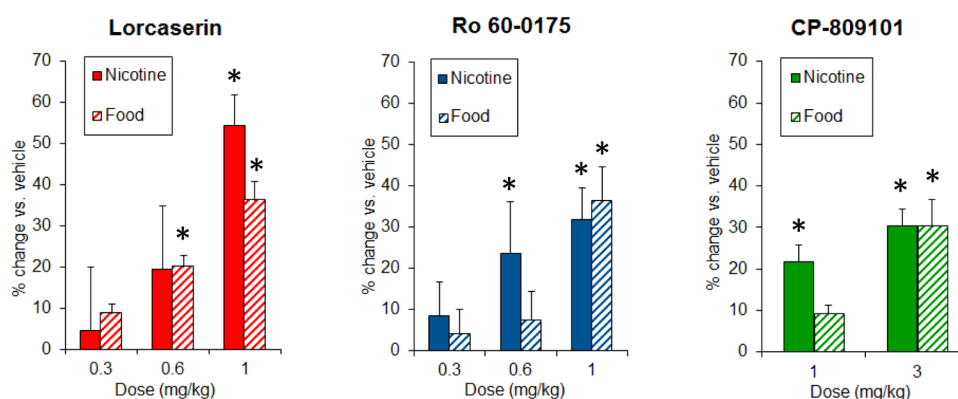 Lorcaserin
% change vs. vehicle
70
60
50
40
30
20
10
0
Nicotine
Food
*
*
*
0.3 0.6 1
Dose (mg/kg)
Ro 60-0175
% change vs. vehicle
70
60
50
40
30
20
10
0
Nicotine
Food
*
* *
0.3 0.6 1
Dose (mg/kg)
CP-809101
% change vs. vehicle
70
60
50
40
30
20
10
0
Nicotine
Food
*
* *
1 3
Dose (mg/kg)